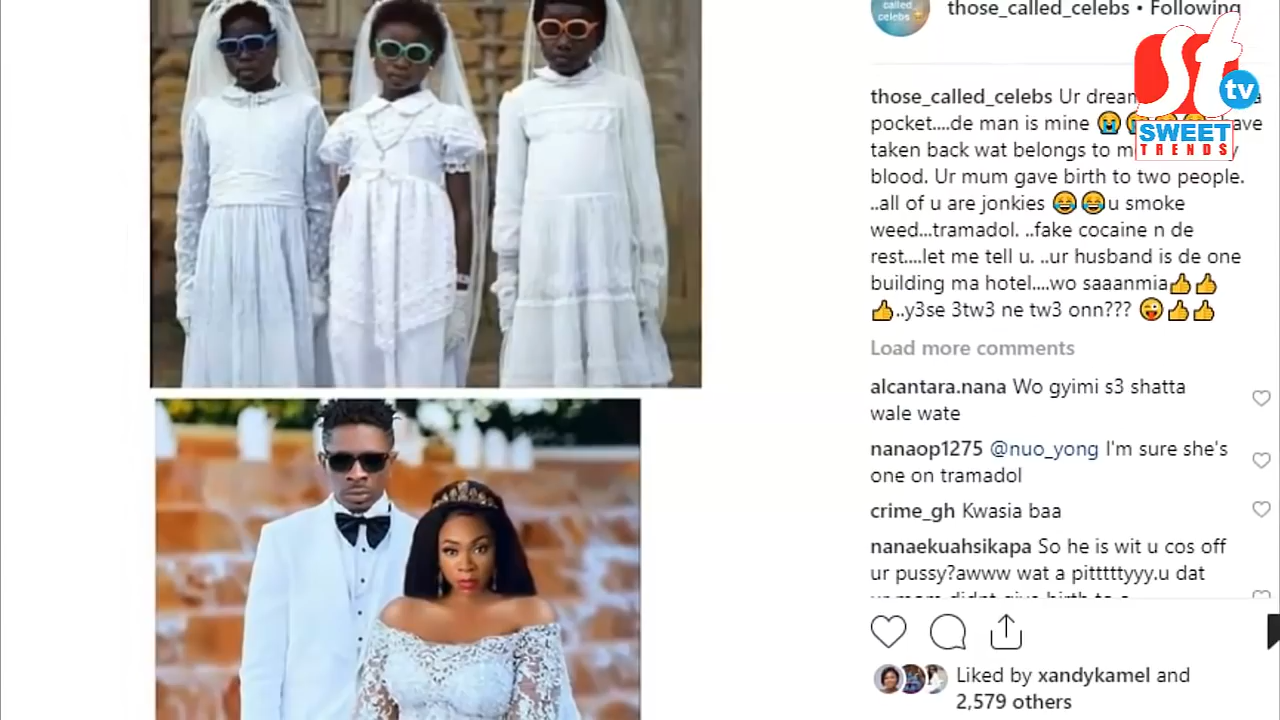 called
celebs
those_called_celebs • Following
St
tv
SWEET
TRENDS
those_called_celebs Ur
pocket....de man is mine 😭
taken back wat belongs to
blood. Ur mum gave birth to two people.
..all of u are jonkies 😂😂u smoke
weed...tramadol. ..fake cocaine n de
rest....let me tell u. ..ur husband is de one
building ma hotel....wo saaanmia👍👍
👍..y3se 3tw3 ne tw3 onn??? 😜👍👍
Load more comments
alcantara.nana Wo gyimi s3 shatta
wale wate
nanaop1275 @nuo_yong I'm sure she's
one on tramadol
crime_gh Kwasia baa
nanaekuahsikapa So he is wit u cos off
ur pussy?awww wat a pitttttyyy.u dat
Liked by xandykamel and
2,579 others